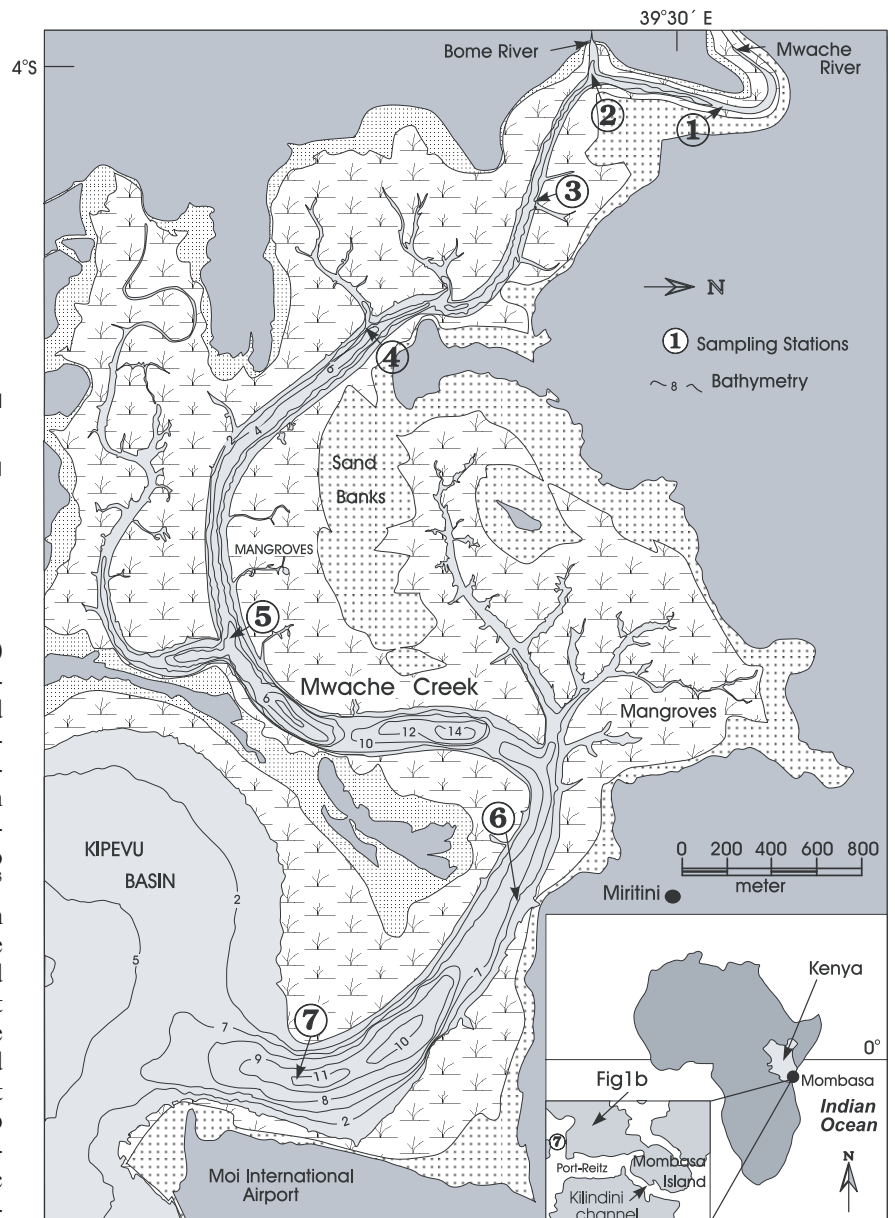 39°30´ E
Bome River
Mwache
River
4°S
2
1
3
N
1 Sampling Stations
4
6
8 Bathymetry
2
4
Sand
Banks
MANGROVES
5
Mwache Creek
6
Mangroves
12
14
10
6
0 200 400 600 800
meter
KIPEVU
BASIN
Miritini
2
5
7
Kenya
7
7
10
9
11
0°
Fig1b
8
Mombasa
2
Indian
Ocean
7
Moi International
Airport
Port-Reitz
Mombasa
Island
N
Kilindini
channel